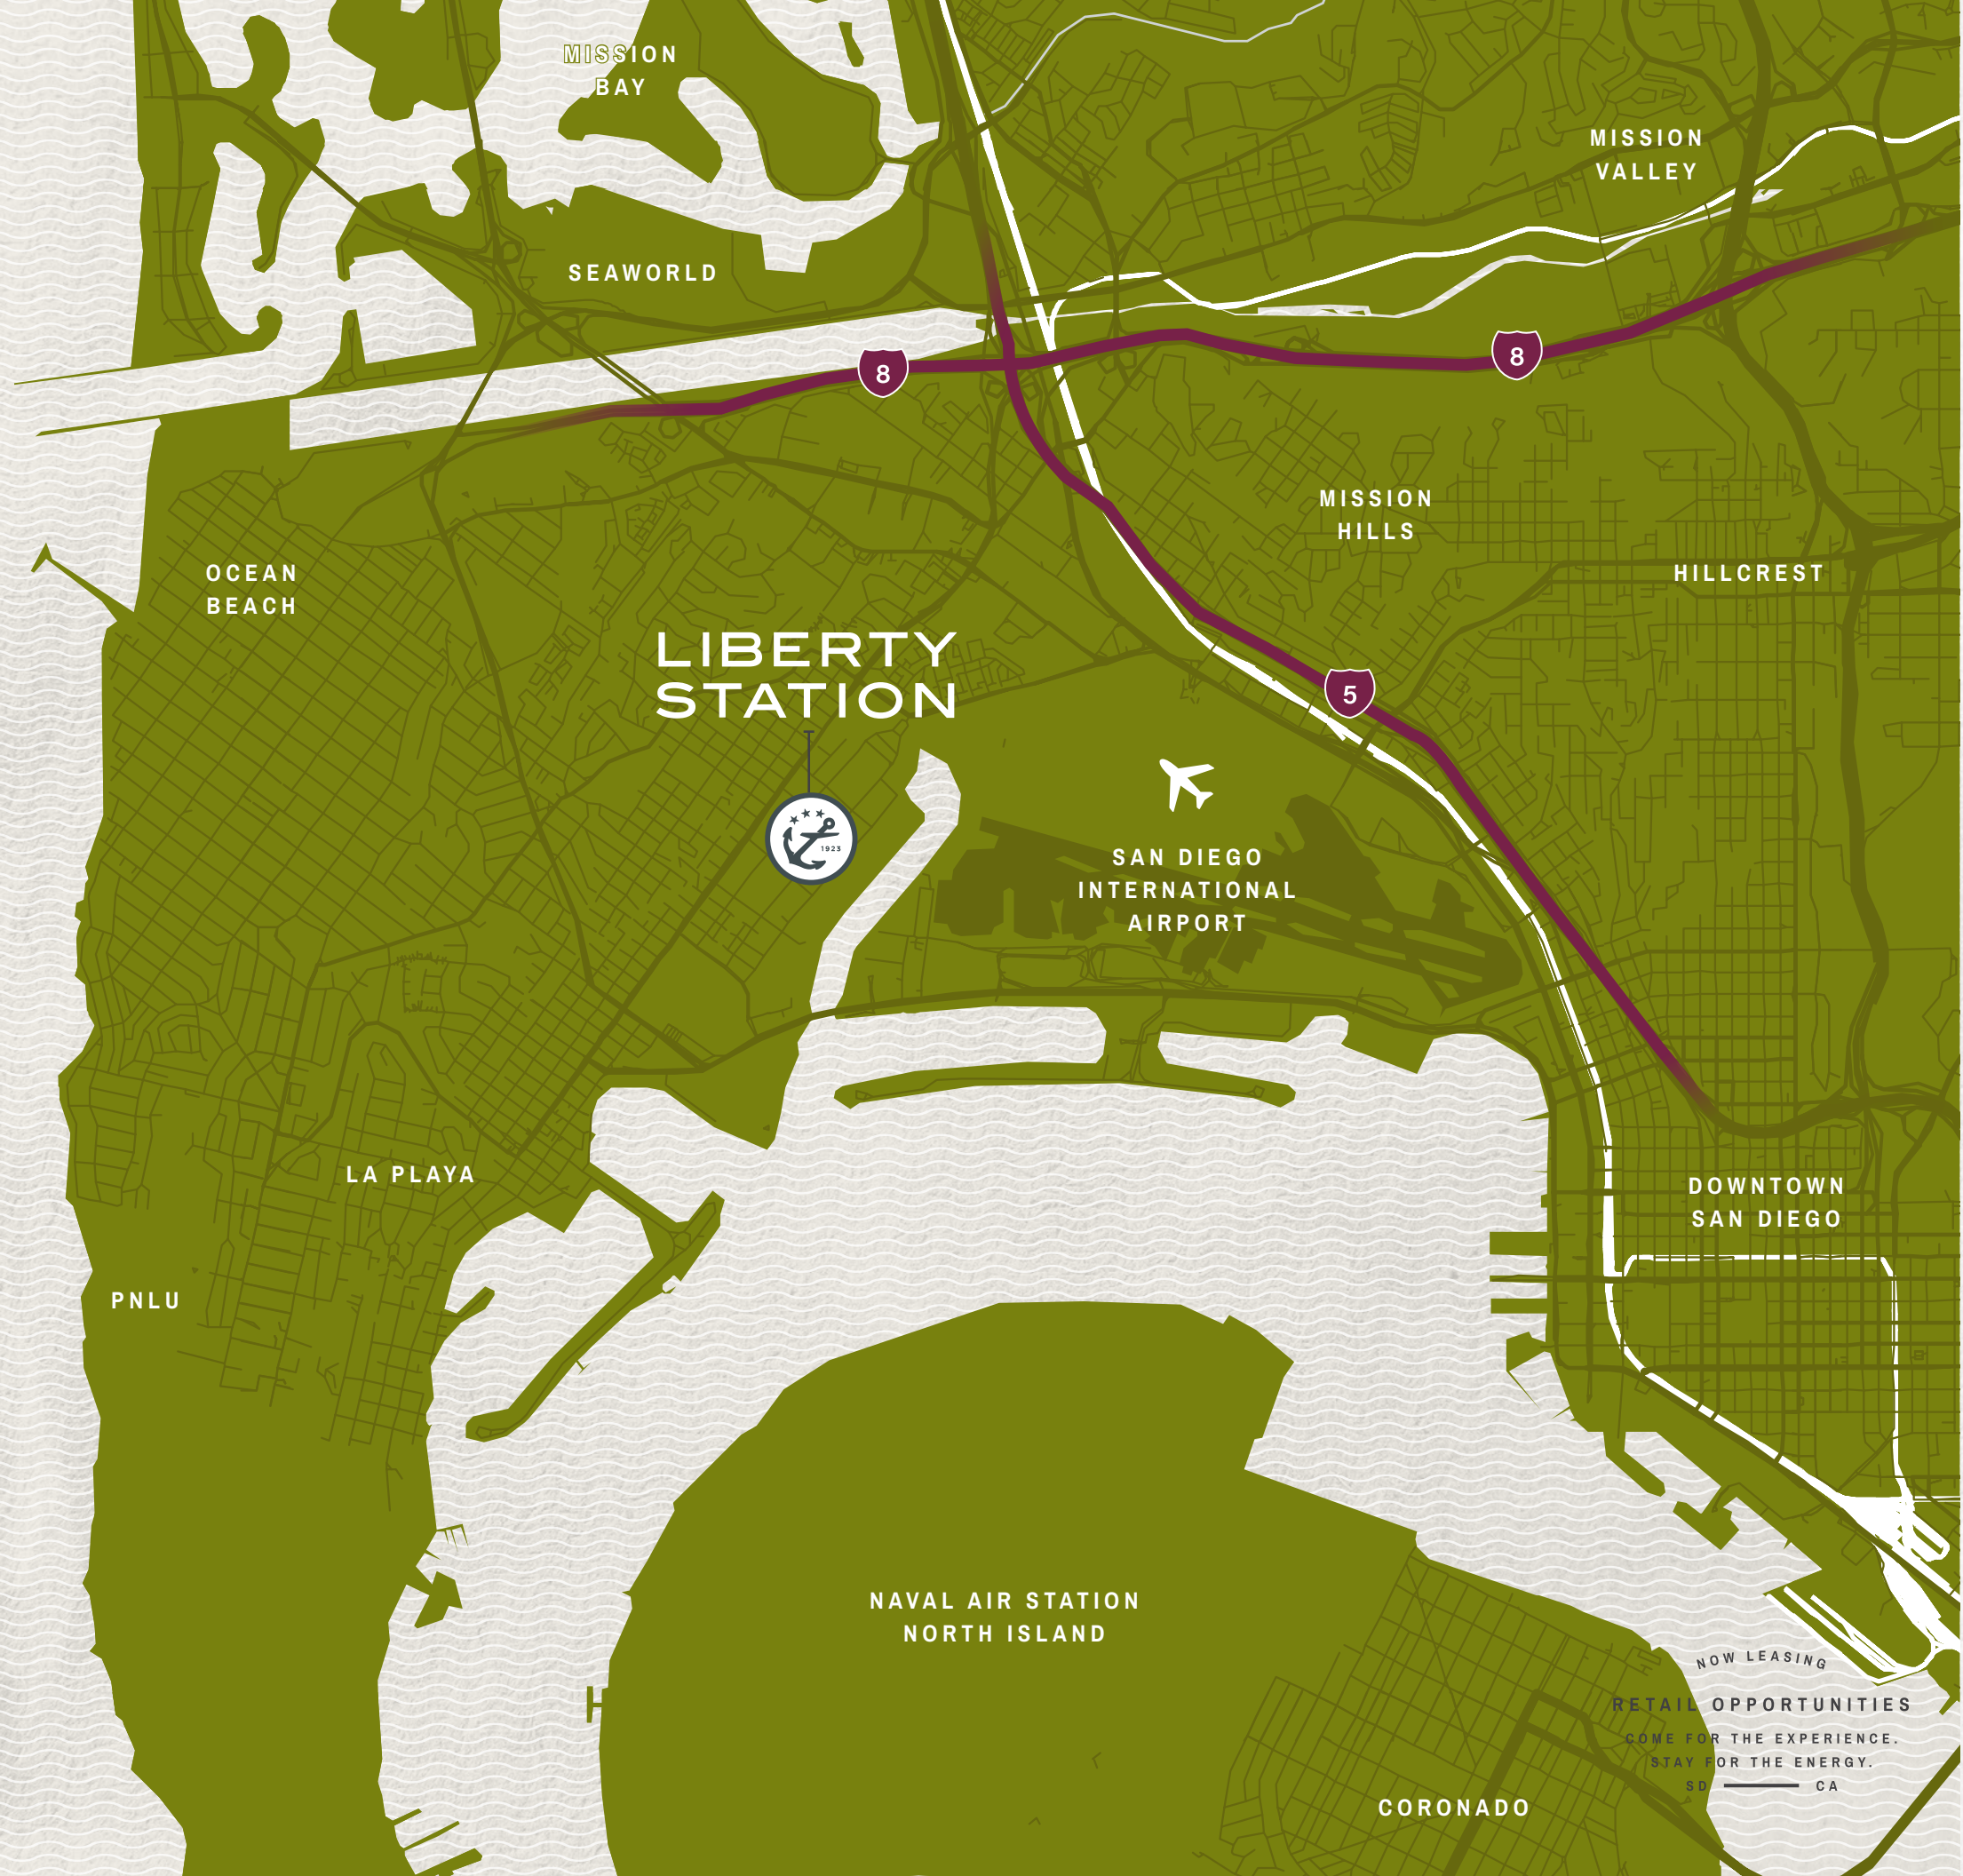 MISSION
BAY
MISSION
VALLEY
SEAWORLD
8
8
MISSION
HILLS
OCEAN
BEACH
HILLCREST
LIBERTY
STATION
5
1923
SAN DIEGO
INTERNATIONAL
AIRPORT
LA PLAYA
DOWNTOWN
SAN DIEGO
PNLU
NAVAL AIR STATION
NORTH ISLAND
NOW LEASING
RETAIL OPPORTUNITIES
COME FOR THE EXPERIENCE.
STAY FOR THE ENERGY.
SD CA
CORONADO